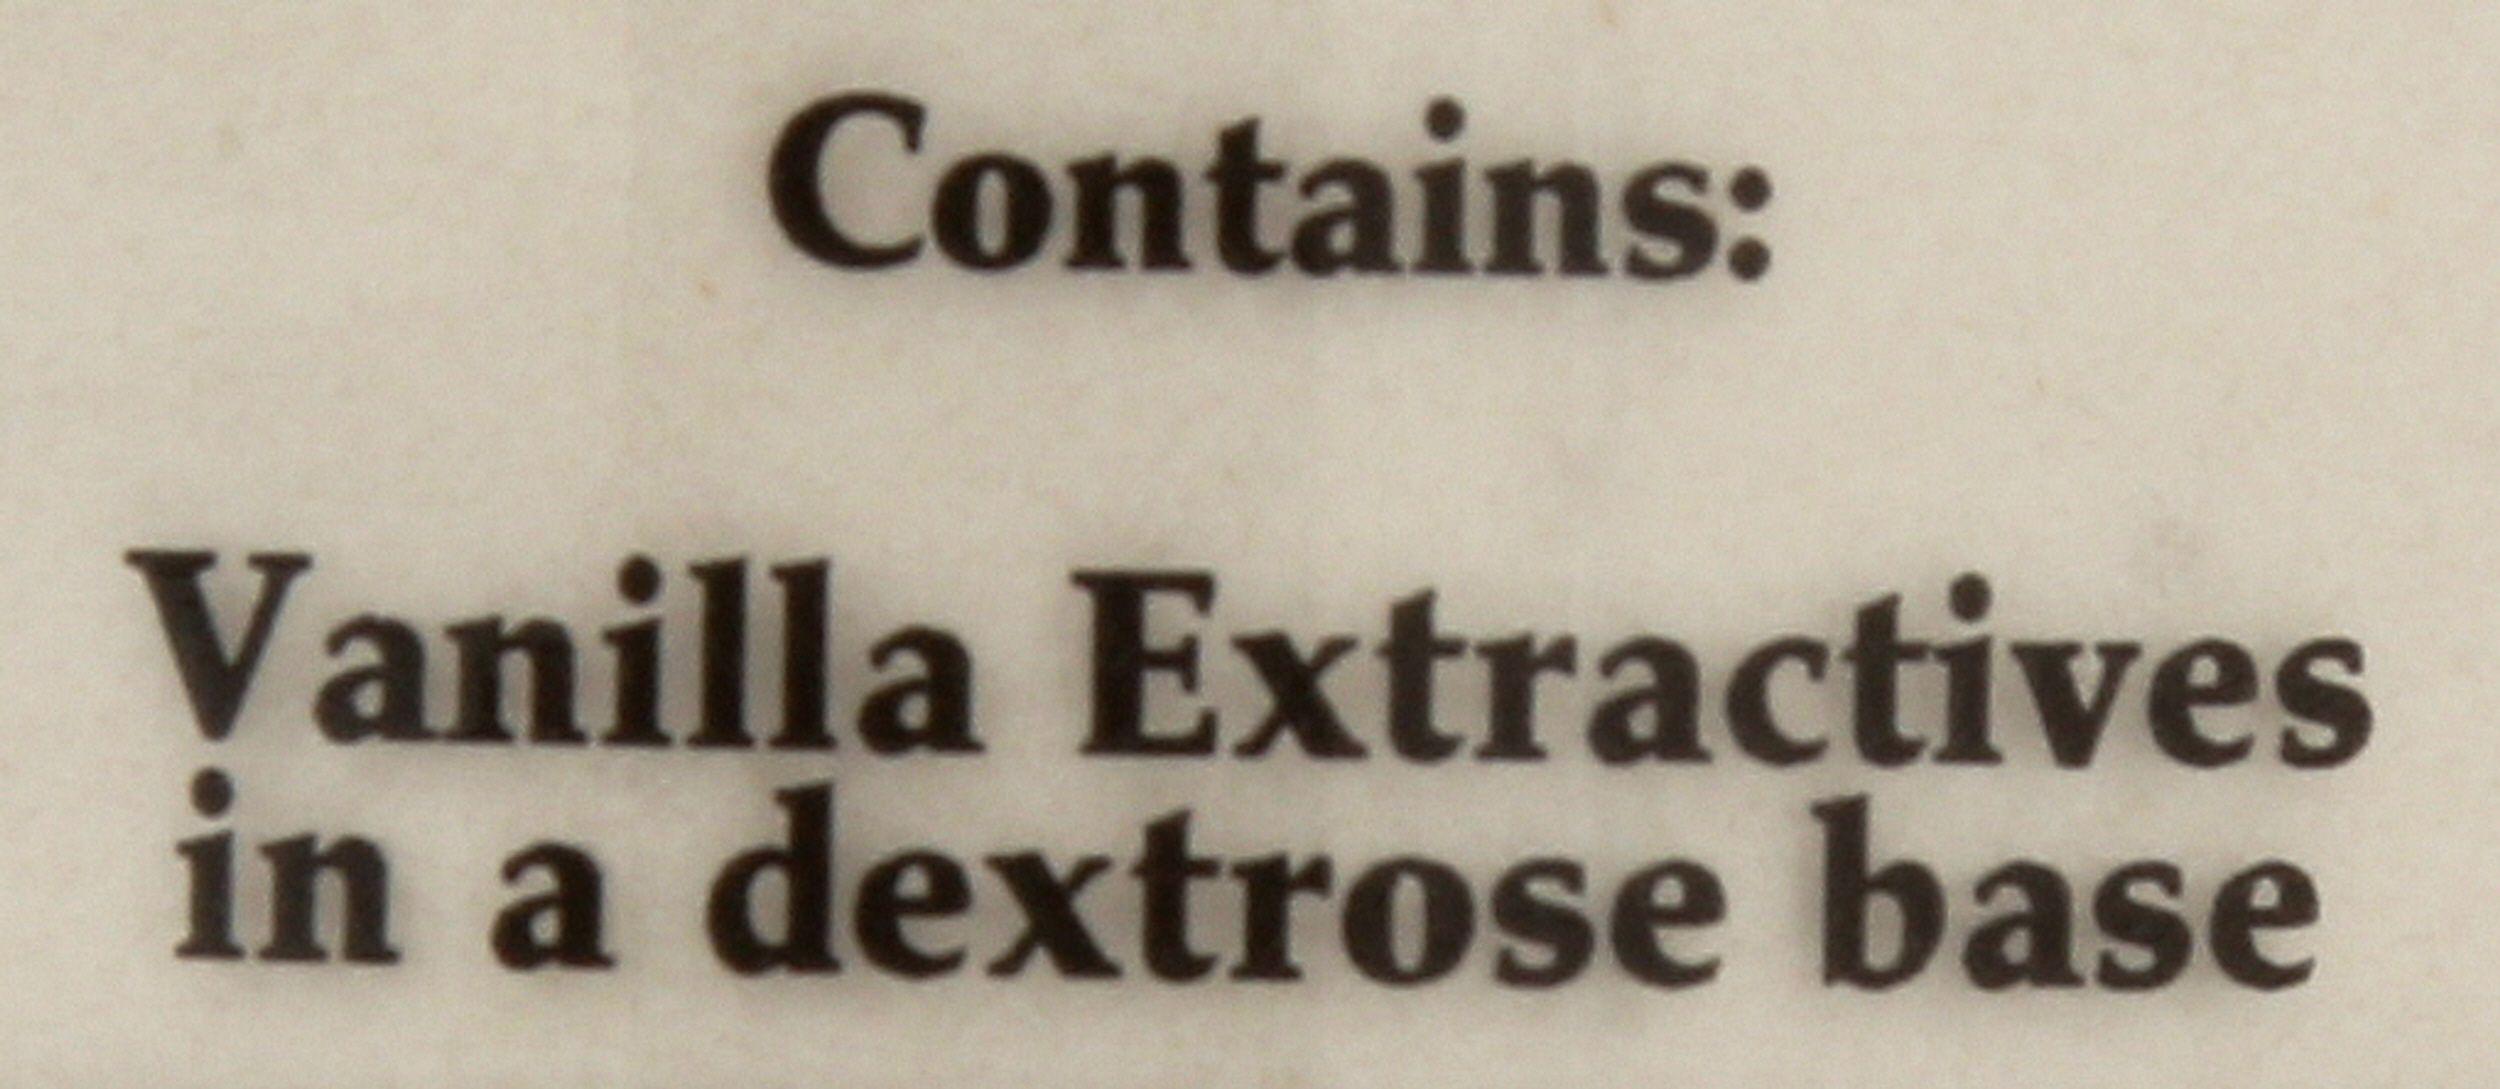 Contains:
Vanilla Extractives
in a dextrose base